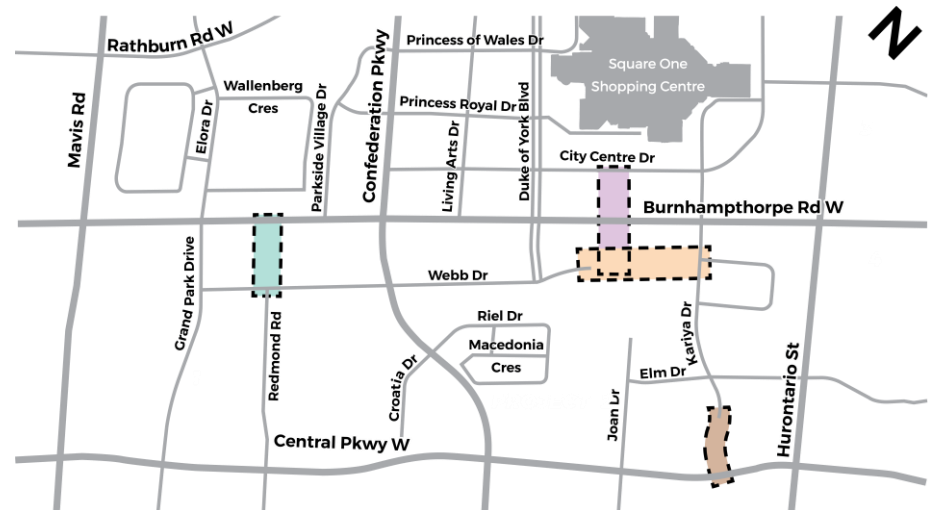 N
Rathburn Rd W
Princess of Wales Dr
Square One
Shopping Centre
Wallenberg
Cres
Princess Royal Dr
Mavis Rd
Elora Dr
Parkside Village Dr
Confederation Pkwy
Living Arts Dr
Duke of York Blvd
City Centre Dr
Burnhampthorpe Rd W
Webb Dr
Grand Park Drive
Redmond Rd
Riel Dr
Macedonia
Cres
Croatia Dr
Kariya Dr
Elm Dr
Joan Dr
Hurontario St
Central Pkwy W